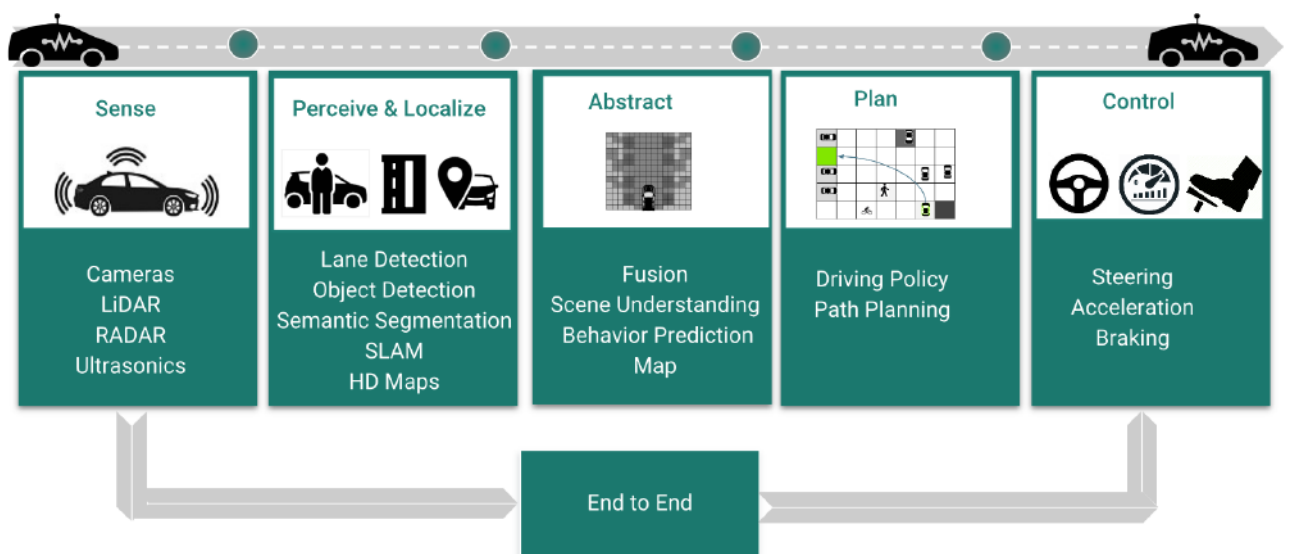 Sense
Cameras
LiDAR
RADAR
Ultrasonics
Perceive & Localize
Lane Detection
Object Detection
Semantic Segmentation
SLAM
HD Maps
Abstract
Fusion
Scene Understanding
Behavior Prediction
Map
Plan
Driving Policy
Path Planning
Control
Steering
Acceleration
Braking
End to End